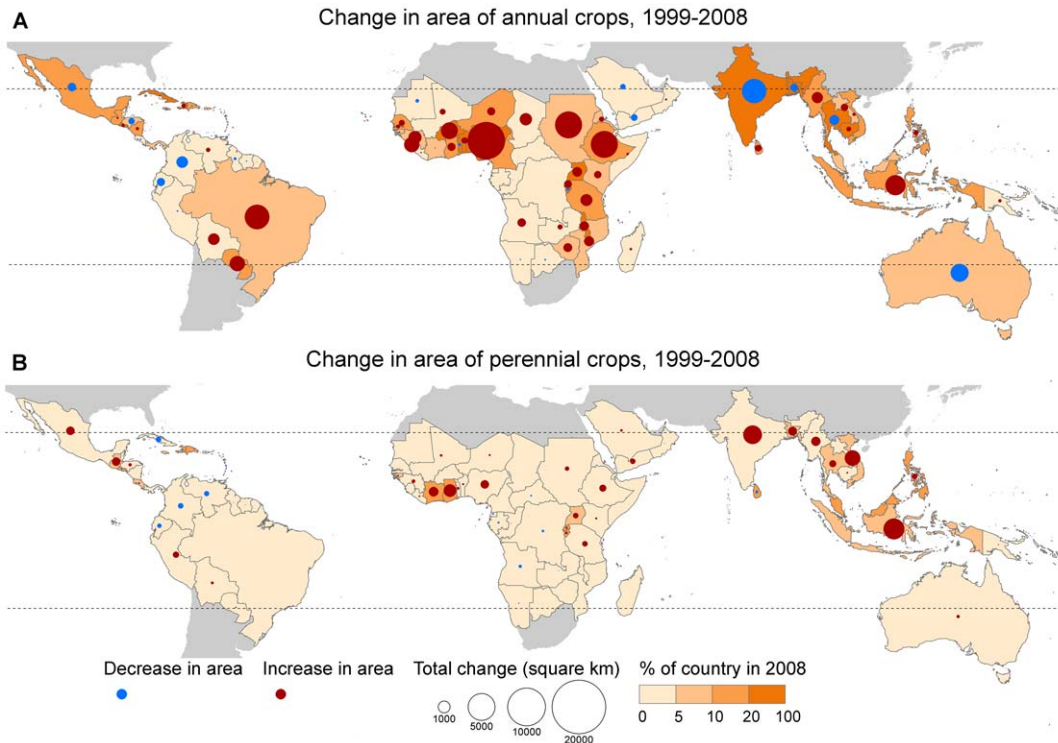 A
Change in area of annual crops, 1999-2008
B
Change in area of perennial crops, 1999-2008
Decrease in area
Increase in area
Total change (square km)
1000
5000
10000
20000
% of country in 2008
0 5 10 20 100